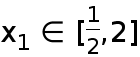 x₁ ∈ [½,2]